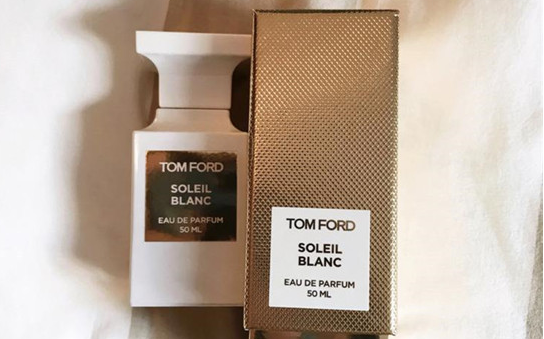 TOM FORD
SOLEIL
BLANC
EAU DE PARFUM
50 ML
TOM FORD
SOLEIL
BLANC
EAU DE PARFUM
50 ML